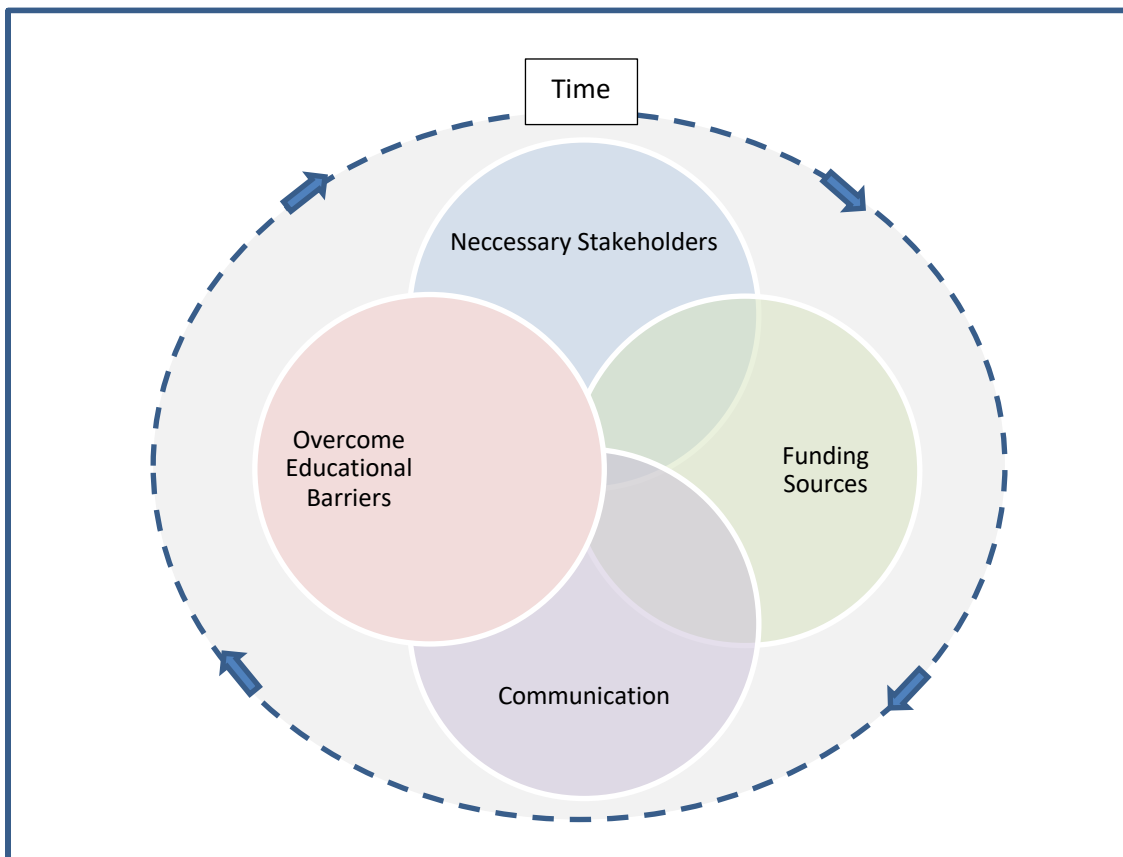 Time
Neccessary Stakeholders
Overcome
Educational
Barriers
Funding
Sources
Communication